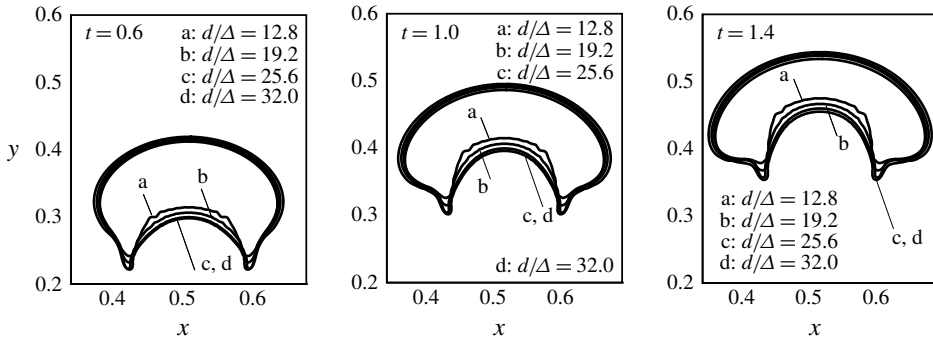 t = 0.6
a: d/Δ = 12.8
b: d/Δ = 19.2
c: d/Δ = 25.6
d: d/Δ = 32.0
a
b
c, d
0.6
0.5
0.4
0.3
0.2
y
0.4
0.5
0.6
x
t = 1.0
a: d/Δ = 12.8
b: d/Δ = 19.2
c: d/Δ = 25.6
a
b
c, d
d: d/Δ = 32.0
0.6
0.5
0.4
0.3
0.2
0.4
0.5
0.6
x
t = 1.4
a
b
a: d/Δ = 12.8
b: d/Δ = 19.2
c: d/Δ = 25.6
d: d/Δ = 32.0
c, d
0.6
0.5
0.4
0.3
0.2
0.4
0.5
0.6
x